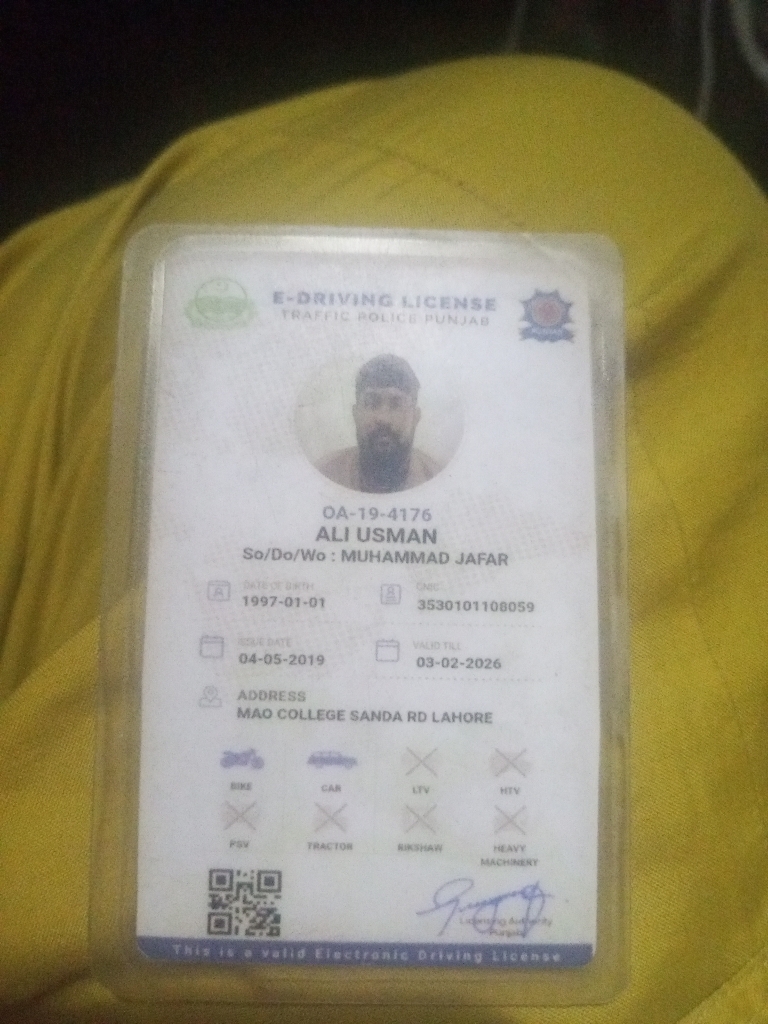 E-DRIVING LICENSE
TRAFFIC POLICE PUNJAB
OA-19-4176
ALI USMAN
So/Do/Wo : MUHAMMAD JAFAR
DATE OF BIRTH
1997-01-01
CNIC
3530101108059
ISSUE DATE
04-05-2019
VALID TILL
03-02-2026
ADDRESS
MAO COLLEGE SANDA RD LAHORE
BIKE CAR LTV HTV
PSV TRACTOR RIKSHAW HEAVY MACHINERY
Licensing Authority
Punjab
This is a valid Electronic Driving License